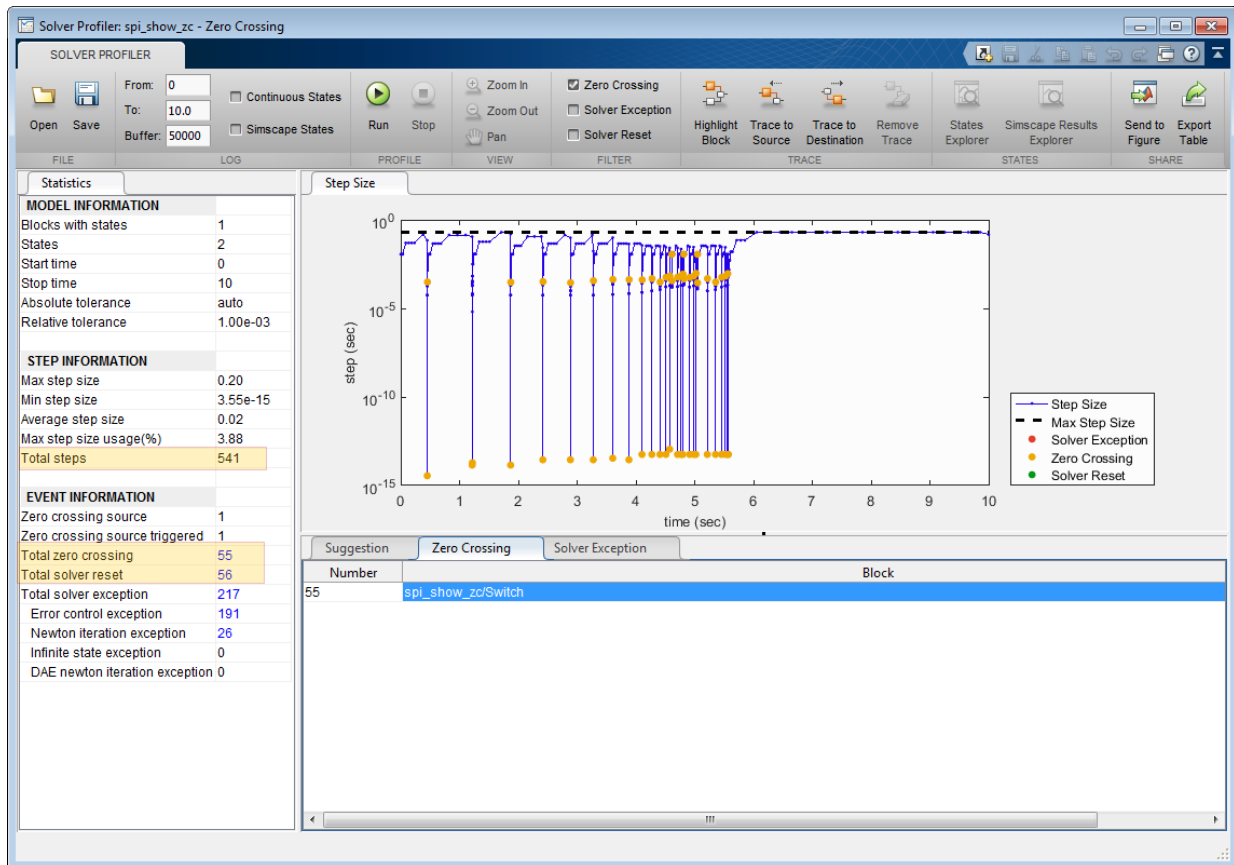 Solver Profiler: spi_show_zc - Zero Crossing
SOLVER PROFILER
Open
Save
From: 0
To: 10.0
Buffer: 50000
Continuous States
Simscape States
Run
Stop
Zoom In
Zoom Out
Pan
Zero Crossing
Solver Exception
Solver Reset
Highlight Block
Trace to Source
Trace to Destination
Remove Trace
States Explorer
Simscape Results Explorer
Send to Figure
Export Table
FILE
LOG
PROFILE
VIEW
FILTER
TRACE
STATES
SHARE
Statistics
MODEL INFORMATION
Blocks with states 1
States 2
Start time 0
Stop time 10
Absolute tolerance auto
Relative tolerance 1.00e-03
STEP INFORMATION
Max step size 0.20
Min step size 3.55e-15
Average step size 0.02
Max step size usage(%) 3.88
Total steps 541
EVENT INFORMATION
Zero crossing source 1
Zero crossing source triggered 1
Total zero crossing 55
Total solver reset 56
Total solver exception 217
Error control exception 191
Newton iteration exception 26
Infinite state exception 0
DAE newton iteration exception 0
Step Size
10^0
10^-5
10^-10
10^-15
step (sec)
0 1 2 3 4 5 6 7 8 9 10
time (sec)
Step Size
Max Step Size
Solver Exception
Zero Crossing
Solver Reset
Suggestion
Zero Crossing
Solver Exception
Number Block
55 spi_show_zc/Switch